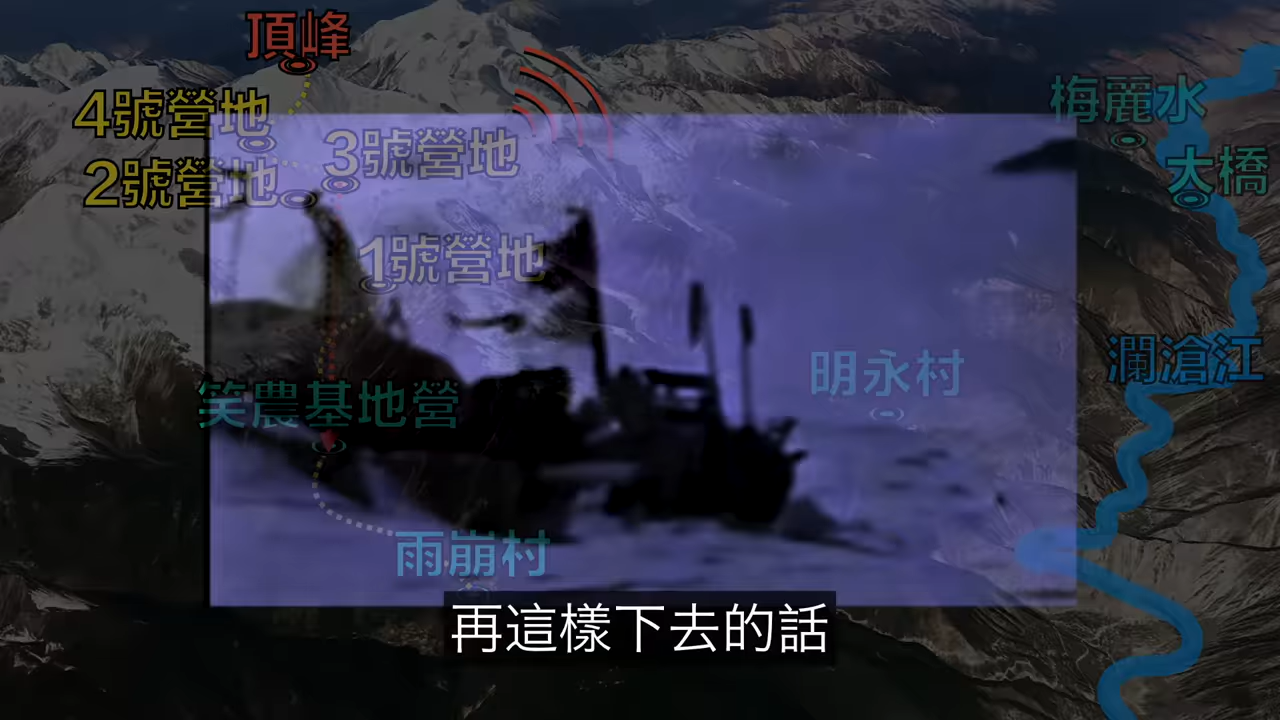 頂峰
4號營地
3號營地
2號營地
1號營地
梅麗水
大橋
瀾滄江
明永村
笑農基地營
雨崩村
再這樣下去的話